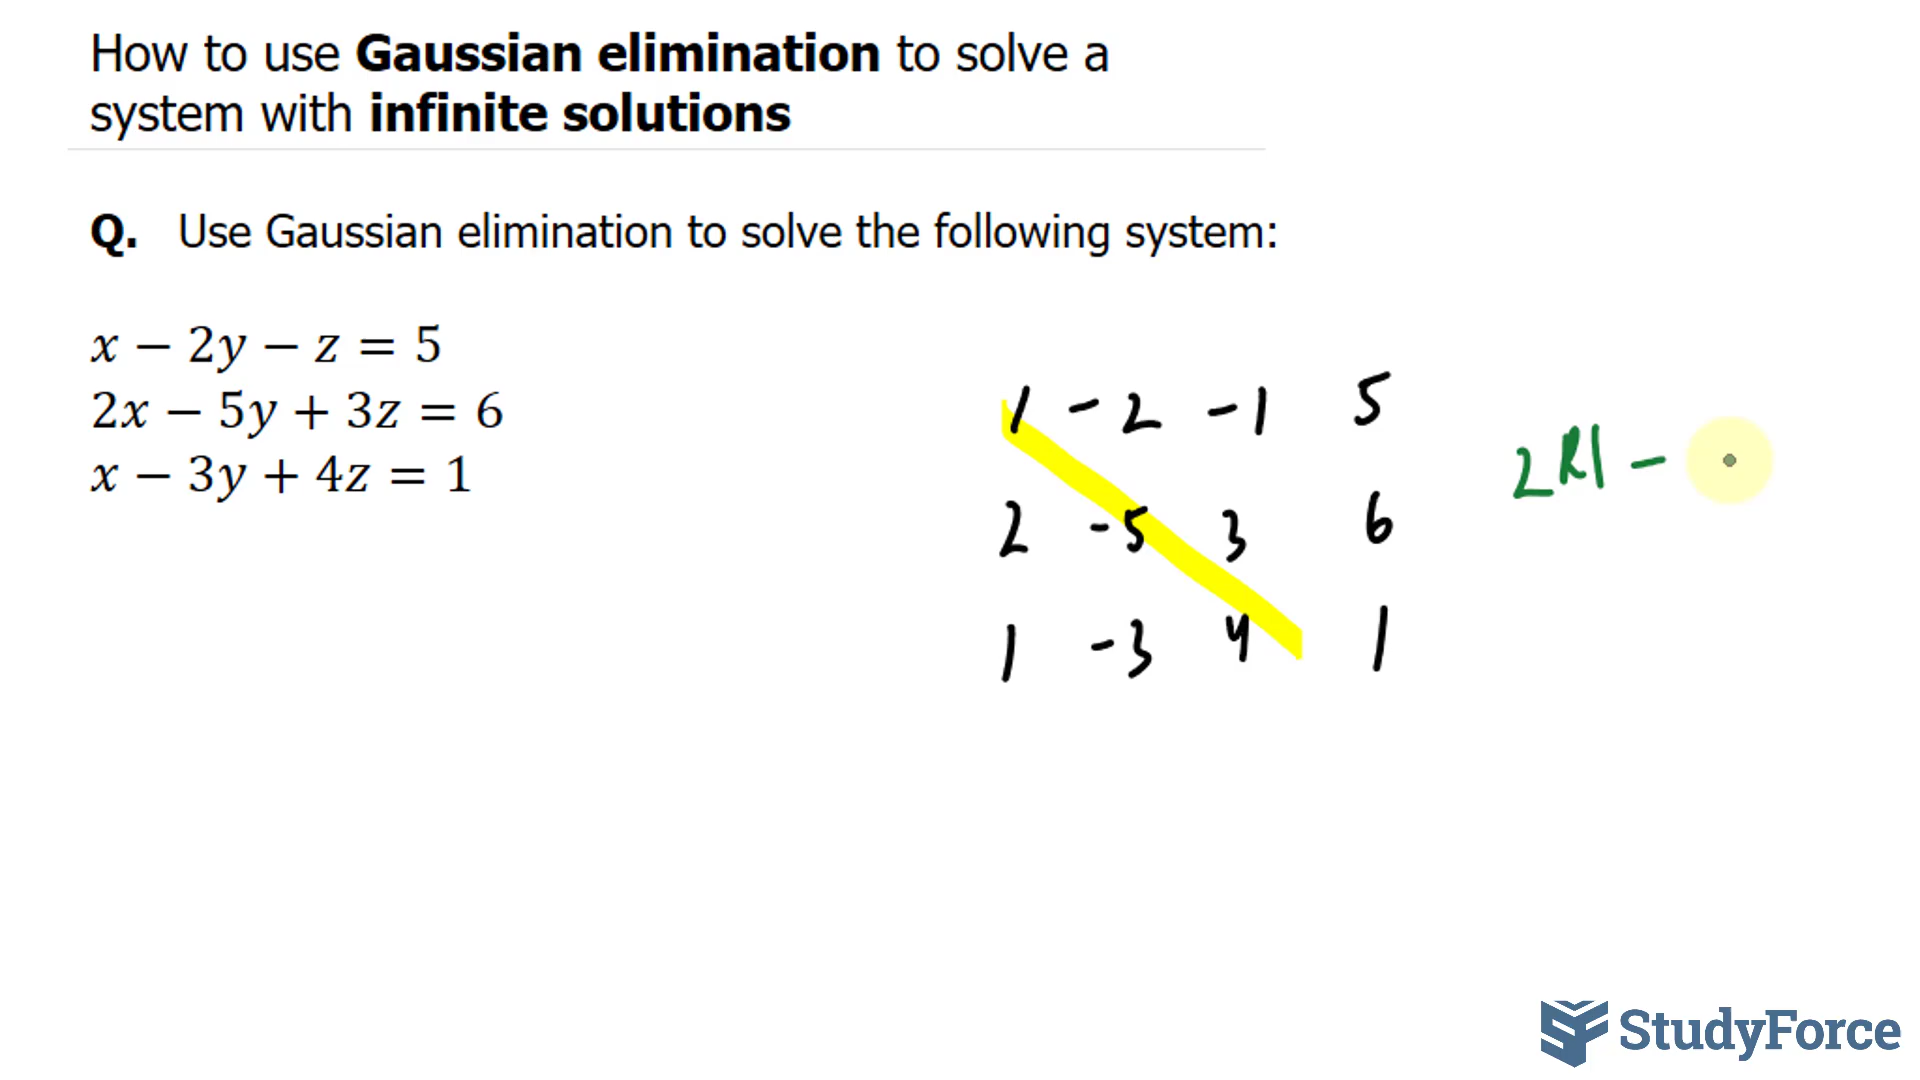 How to use Gaussian elimination to solve a
system with infinite solutions
Q. Use Gaussian elimination to solve the following system:
x − 2y − z = 5
2x − 5y + 3z = 6
x − 3y + 4z = 1
1 -2 -1 5
2 -5 3 6
1 -3 4 1
2R1 -
StudyForce